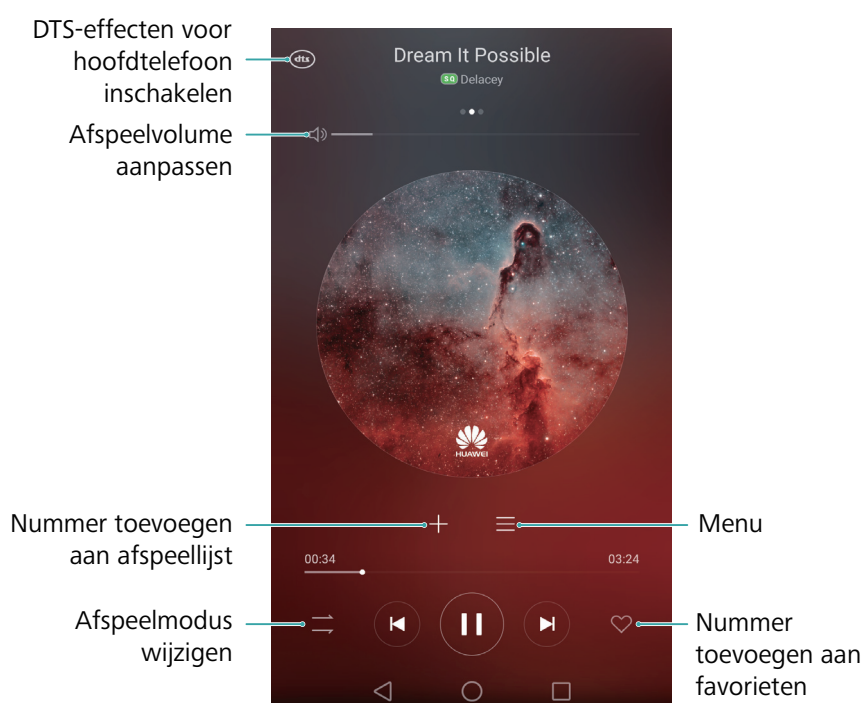 DTS-effecten voor
hoofdtelefoon
inschakelen
dts
Dream It Possible
SQ Delacey
Afspeelvolume
aanpassen
HUAWEI
Nummer toevoegen
aan afspeellijst
Menu
00:34
03:24
Afspeelmodus
wijzigen
Nummer
toevoegen aan
favorieten